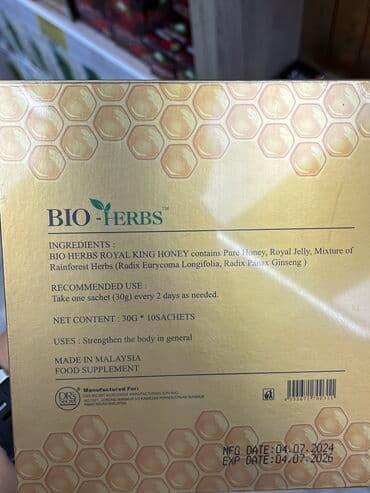 BIO-HERBS™
INGREDIENTS :
BIO HERBS ROYAL KING HONEY contains Pure Honey, Royal Jelly, Mixture of
Rainforest Herbs (Radix Eurycoma Longifolia, Radix Panax Ginseng )
RECOMMENDED USE :
Take one sachet (30g) every 2 days as needed.
NET CONTENT : 30G * 10SACHETS
USES : Strengthen the body in general
MADE IN MALAYSIA
FOOD SUPPLEMENT
Manufactured For:
MFG DATE:04.07.2024
EXP DATE:04.07.2026